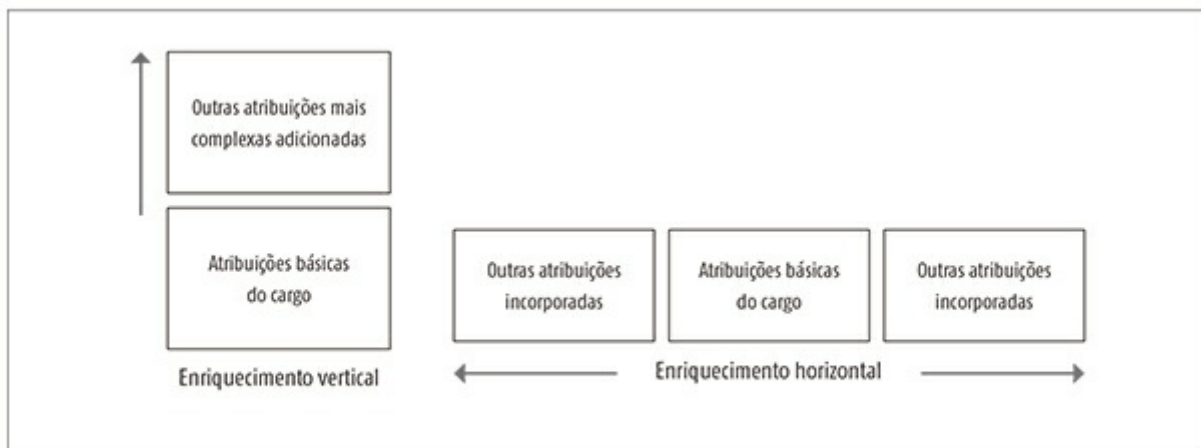 Outras atribuições mais
complexas adicionadas
Atribuições básicas
do cargo
Enriquecimento vertical
Outras atribuições
incorporadas
Atribuições básicas
do cargo
Outras atribuições
incorporadas
Enriquecimento horizontal